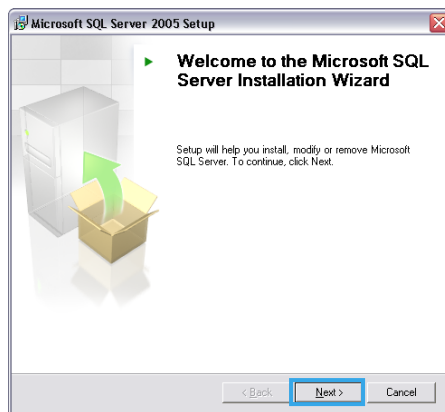 Microsoft SQL Server 2005 Setup
Welcome to the Microsoft SQL
Server Installation Wizard
Setup will help you install, modify or remove Microsoft
SQL Server. To continue, click Next.
< Back
Next >
Cancel